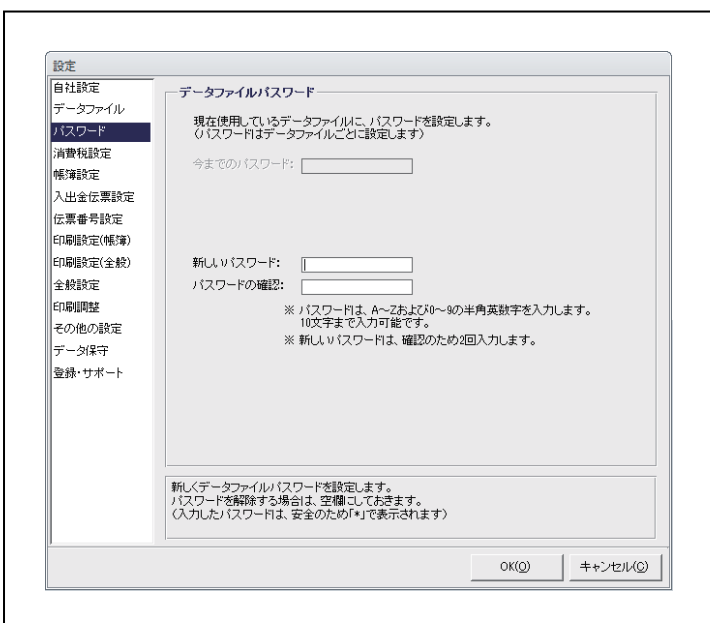 設定
自社設定
データファイル
パスワード
消費税設定
帳簿設定
入出金伝票設定
伝票番号設定
印刷設定(帳簿)
印刷設定(全般)
全般設定
印刷調整
その他の設定
データ保守
登録・サポート
データファイルパスワード
現在使用しているデータファイルに、パスワードを設定します。
(パスワードはデータファイルごとに設定します)
今までのパスワード:
新しいパスワード:
パスワードの確認:
※ パスワードは、A～Zおよび0～9の半角英数字を入力します。
10文字まで入力可能です。
※ 新しいパスワードは、確認のため2回入力します。
新しくデータファイルパスワードを設定します。
パスワードを解除する場合は、空欄にしておきます。
(入力したパスワードは、安全のため「*」で表示されます)
OK(O)
キャンセル(C)